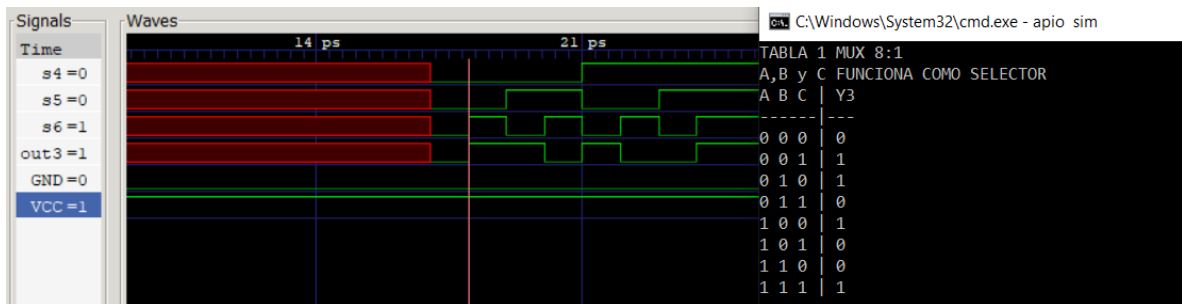 Signals
Time
s4 =0
s5 =0
s6 =1
out3 =1
GND =0
VCC =1
Waves
14 ps
21 ps
C:\Windows\System32\cmd.exe - apio sim
TABLA 1 MUX 8:1
A,B y C FUNCIONA COMO SELECTOR
A B C | Y3
------|---
0 0 0 | 0
0 0 1 | 1
0 1 0 | 1
0 1 1 | 0
1 0 0 | 1
1 0 1 | 0
1 1 0 | 0
1 1 1 | 1